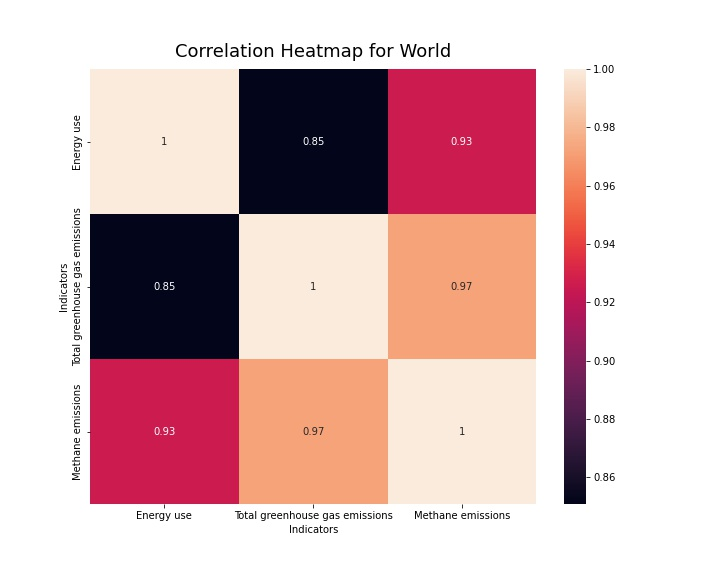 Correlation Heatmap for World
Energy use
Total greenhouse gas emissions
Methane emissions
Indicators
1
0.85
0.93
0.85
1
0.97
0.93
0.97
1
Energy use
Total greenhouse gas emissions
Methane emissions
Indicators
1.00
0.98
0.96
0.94
0.92
0.90
0.88
0.86